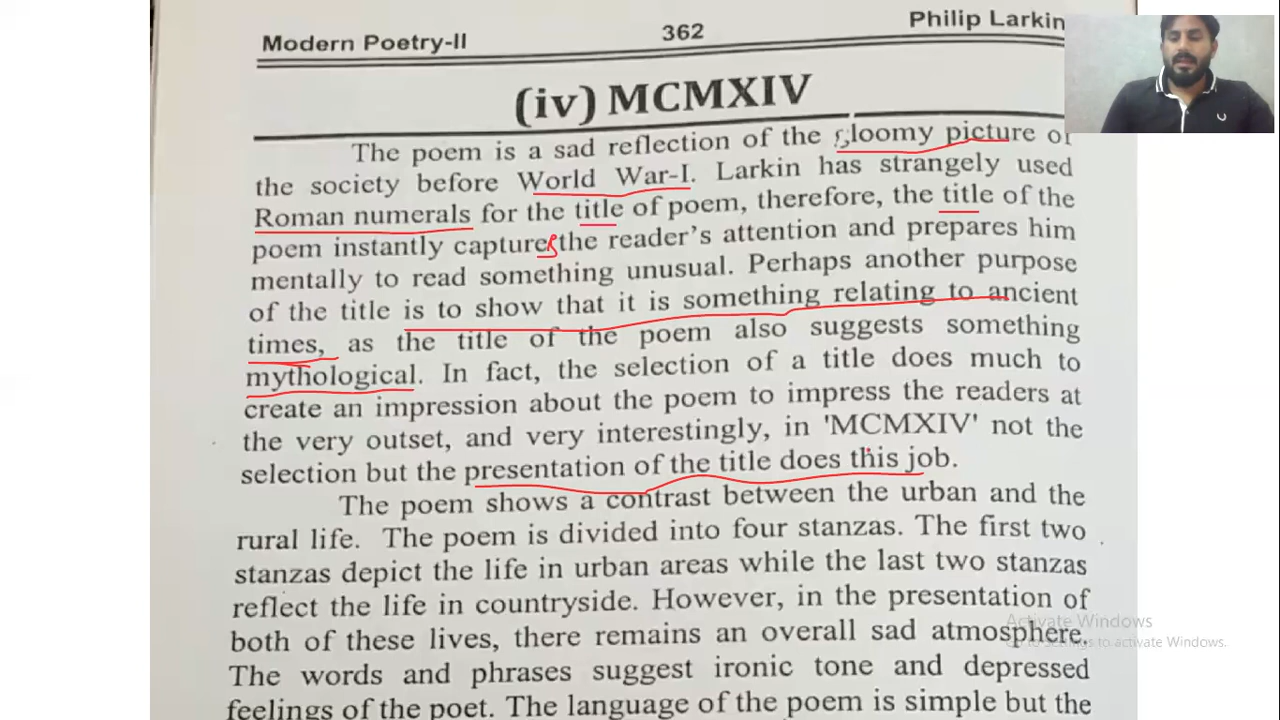 Modern Poetry-II 362 Philip Larkin
(iv) MCMXIV
The poem is a sad reflection of the gloomy picture of
the society before World War-I. Larkin has strangely used
Roman numerals for the title of poem, therefore, the title of the
poem instantly captures the reader's attention and prepares him
mentally to read something unusual. Perhaps another purpose
of the title is to show that it is something relating to ancient
times, as the title of the poem also suggests something
mythological. In fact, the selection of a title does much to
create an impression about the poem to impress the readers at
the very outset, and very interestingly, in 'MCMXIV' not the
selection but the presentation of the title does this job.
The poem shows a contrast between the urban and the
rural life. The poem is divided into four stanzas. The first two
stanzas depict the life in urban areas while the last two stanzas
reflect the life in countryside. However, in the presentation of
both of these lives, there remains an overall sad atmosphere.
The words and phrases suggest ironic tone and depressed
feelings of the poet. The language of the poem is simple but the
Activate Windows
Go to Settings to activate Windows.